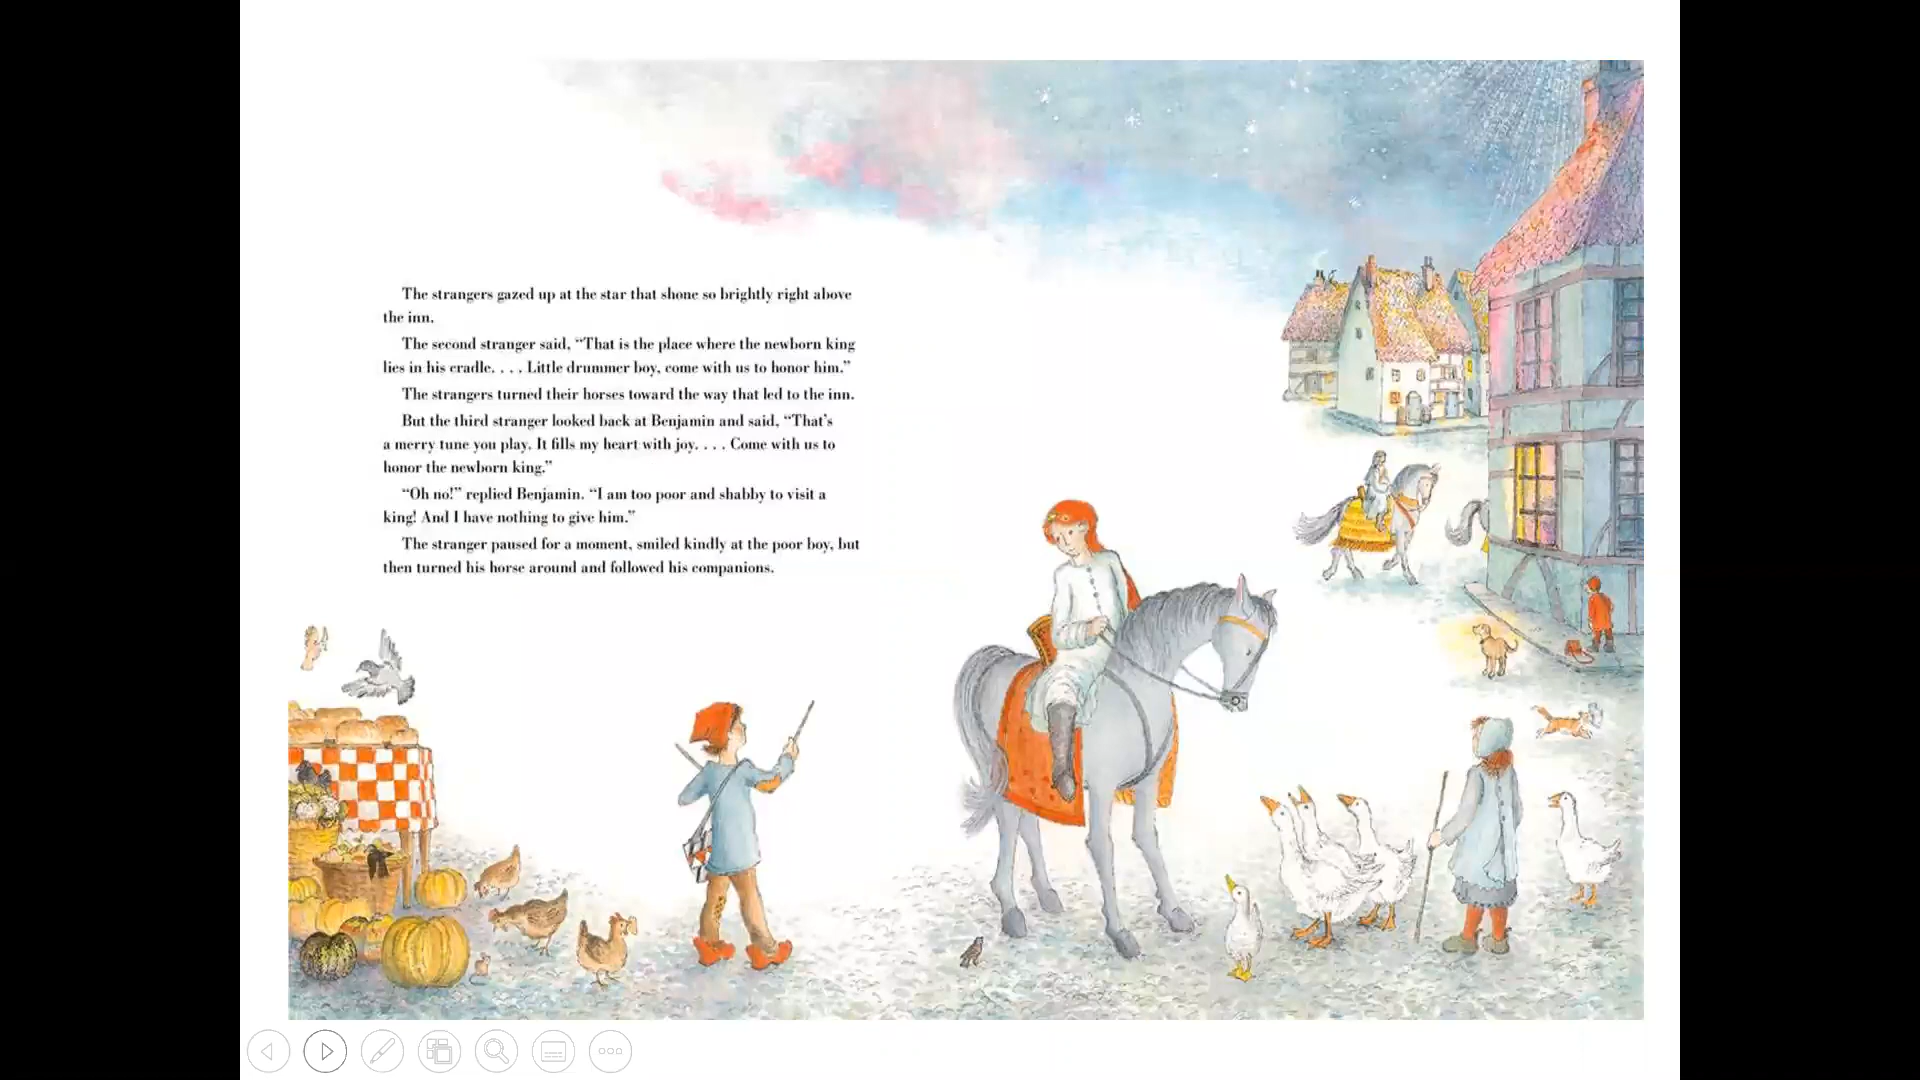 The strangers gazed up at the star that shone so brightly right above
the inn.
The second stranger said, “That is the place where the newborn king
lies in his cradle. . . . Little drummer boy, come with us to honor him.”
The strangers turned their horses toward the way that led to the inn.
But the third stranger looked back at Benjamin and said, “That’s
a merry tune you play. It fills my heart with joy. . . . Come with us to
honor the newborn king.”
“Oh no!” replied Benjamin. “I am too poor and shabby to visit a
king! And I have nothing to give him.”
The stranger paused for a moment, smiled kindly at the poor boy, but
then turned his horse around and followed his companions.